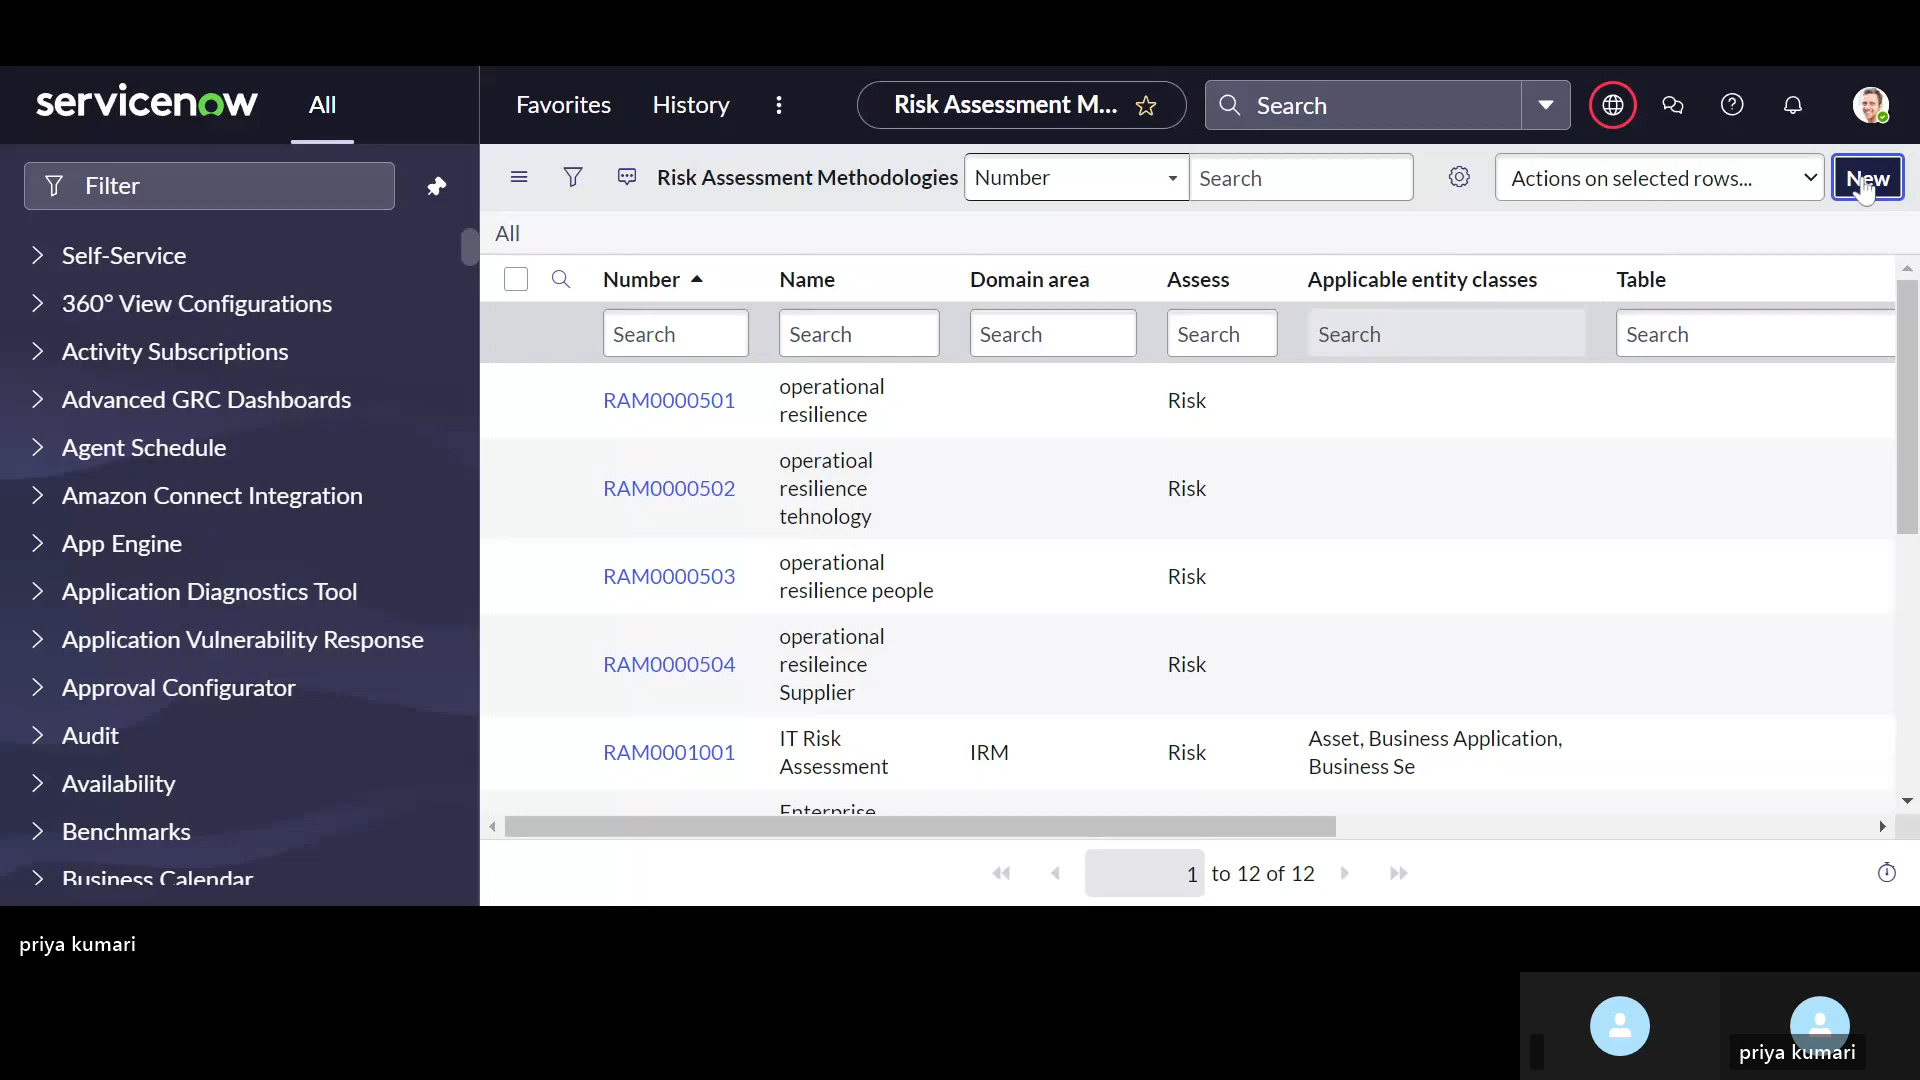 servicenow
All
Favorites
History
Risk Assessment M...
Search
Filter
Risk Assessment Methodologies
Number
Search
Actions on selected rows...
New
All
Self-Service
360° View Configurations
Activity Subscriptions
Advanced GRC Dashboards
Agent Schedule
Amazon Connect Integration
App Engine
Application Diagnostics Tool
Application Vulnerability Response
Approval Configurator
Audit
Availability
Benchmarks
Business Calendar
Number Name Domain area Assess Applicable entity classes Table
Search Search Search Search Search Search
RAM0000501
operational
resilience
Risk
RAM0000502
operatioal
resilience
tehnology
Risk
RAM0000503
operational
resilience people
Risk
RAM0000504
operational
resileince
Supplier
Risk
RAM0001001
IT Risk
Assessment
IRM
Risk
Asset, Business Application,
Business Se
Enterprise
1 to 12 of 12
priya kumari
priya kumari